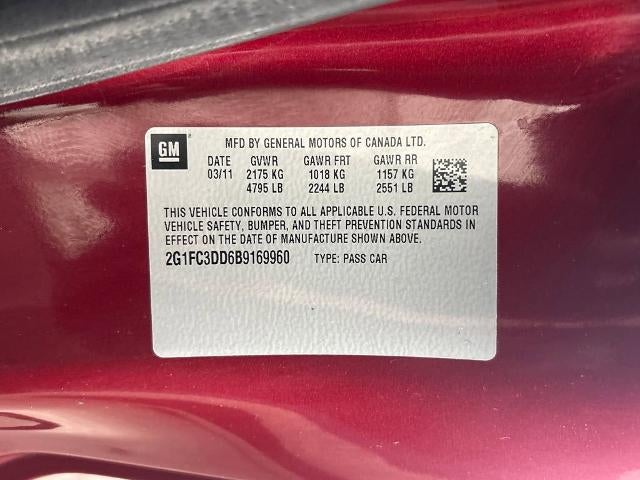 GM
MFD BY GENERAL MOTORS OF CANADA LTD.
DATE GVWR GAWR FRT GAWR RR
03/11 2175 KG 1018 KG 1157 KG
4795 LB 2244 LB 2551 LB
THIS VEHICLE CONFORMS TO ALL APPLICABLE U.S. FEDERAL MOTOR
VEHICLE SAFETY, BUMPER, AND THEFT PREVENTION STANDARDS IN
EFFECT ON THE DATE OF MANUFACTURE SHOWN ABOVE.
2G1FC3DD6B9169960 TYPE: PASS CAR